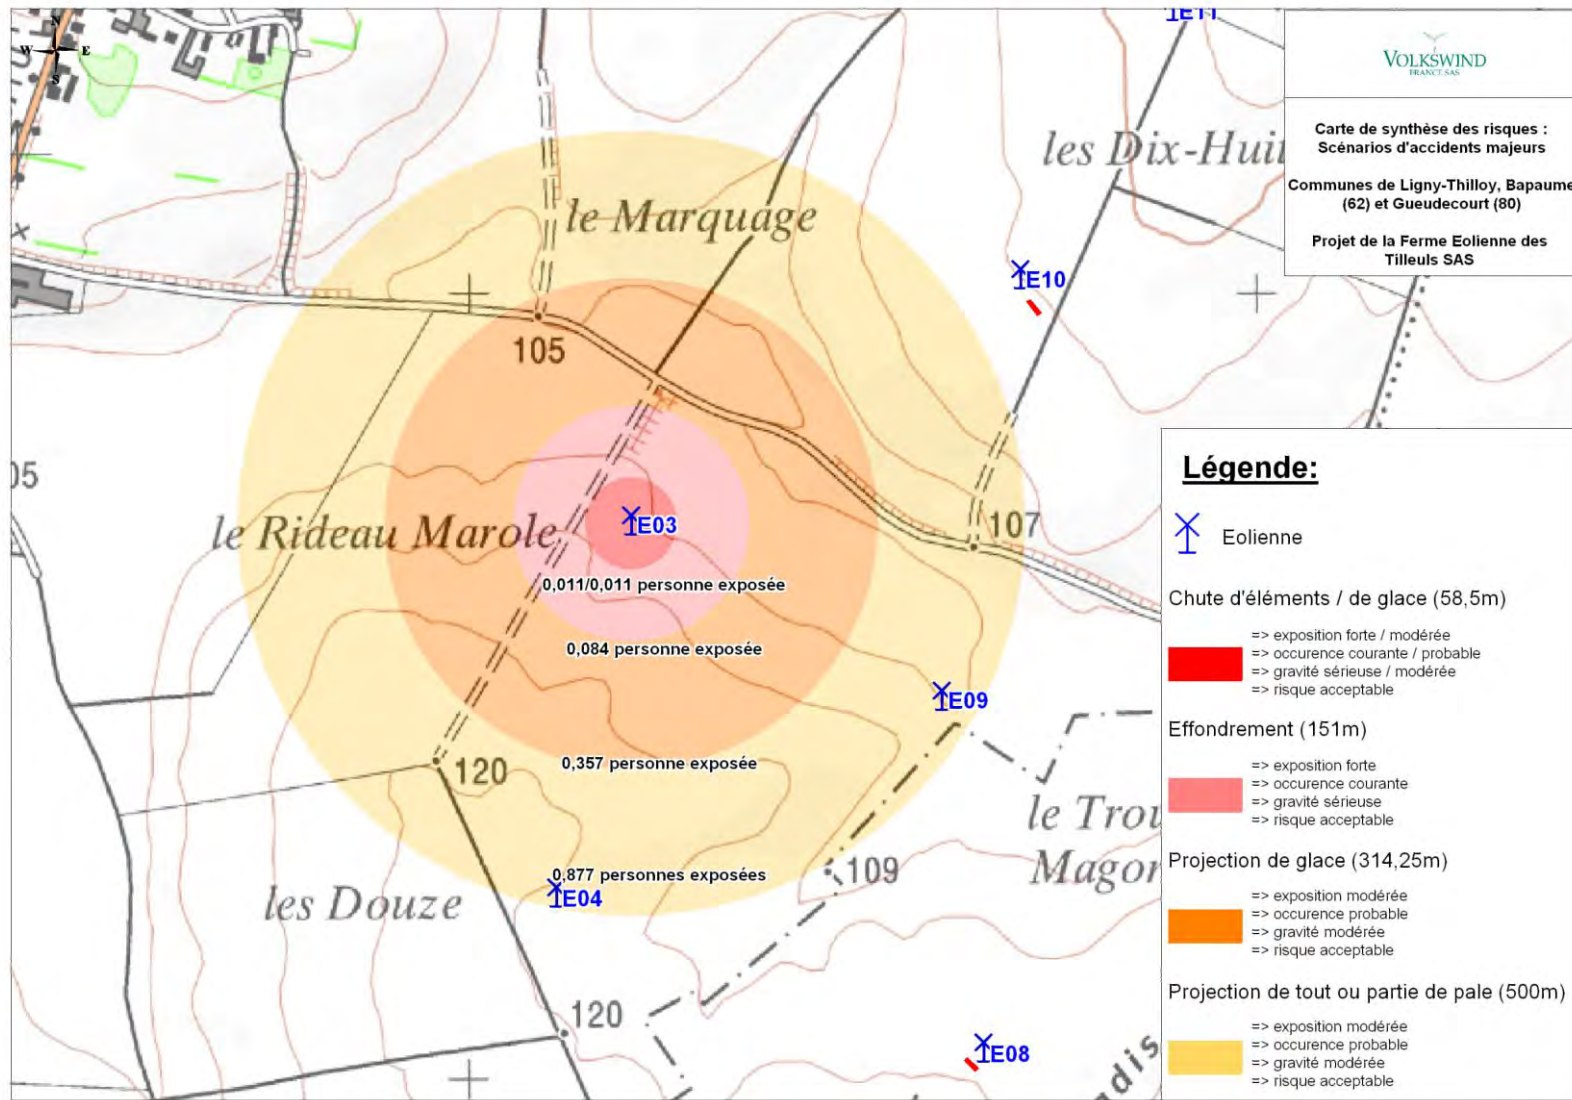 N
W E
S
E11
VOLKSWIND
FRANCE SAS
Carte de synthèse des risques :
Scénarios d'accidents majeurs
Communes de Ligny-Thilloy, Bapaume
(62) et Gueudecourt (80)
Projet de la Ferme Eolienne des
Tilleuls SAS
les Dix-Huit
le Marquage
E10
105
05
le Rideau Marole
E03
107
0,011/0,011 personne exposée
0,084 personne exposée
E09
0,357 personne exposée
120
le Trou
Magon
109
0,877 personnes exposées
E04
les Douze
120
E08
adis
Légende:
Eolienne
Chute d'éléments / de glace (58,5m)
=> exposition forte / modérée
=> occurence courante / probable
=> gravité sérieuse / modérée
=> risque acceptable
Effondrement (151m)
=> exposition forte
=> occurence courante
=> gravité sérieuse
=> risque acceptable
Projection de glace (314,25m)
=> exposition modérée
=> occurence probable
=> gravité modérée
=> risque acceptable
Projection de tout ou partie de pale (500m)
=> exposition modérée
=> occurence probable
=> gravité modérée
=> risque acceptable